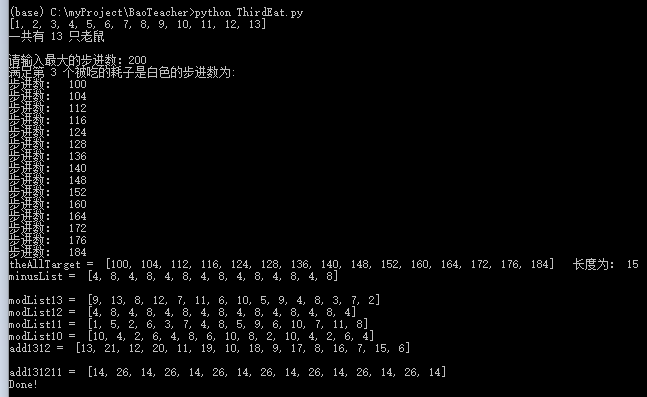 (base) C:\myProject\BaoTeacher>python ThirdEat.py
[1, 2, 3, 4, 5, 6, 7, 8, 9, 10, 11, 12, 13]
一共有 13 只老鼠
请输入最大的步进数: 200
满足第 3 个被吃的耗子是白色的步进数为:
步进数: 100
步进数: 104
步进数: 112
步进数: 116
步进数: 124
步进数: 128
步进数: 136
步进数: 140
步进数: 148
步进数: 152
步进数: 160
步进数: 164
步进数: 172
步进数: 176
步进数: 184
theAllTarget = [100, 104, 112, 116, 124, 128, 136, 140, 148, 152, 160, 164, 172, 176, 184] 长度为: 15
minusList = [4, 8, 4, 8, 4, 8, 4, 8, 4, 8, 4, 8, 4, 8]
modList13 = [9, 13, 8, 12, 7, 11, 6, 10, 5, 9, 4, 8, 3, 7, 2]
modList12 = [4, 8, 4, 8, 4, 8, 4, 8, 4, 8, 4, 8, 4, 8, 4]
modList11 = [1, 5, 2, 6, 3, 7, 4, 8, 5, 9, 6, 10, 7, 11, 8]
modList10 = [10, 4, 2, 6, 4, 8, 6, 10, 8, 2, 10, 4, 2, 6, 4]
add1312 = [13, 21, 12, 20, 11, 19, 10, 18, 9, 17, 8, 16, 7, 15, 6]
add131211 = [14, 26, 14, 26, 14, 26, 14, 26, 14, 26, 14, 26, 14, 26, 14]
Done!